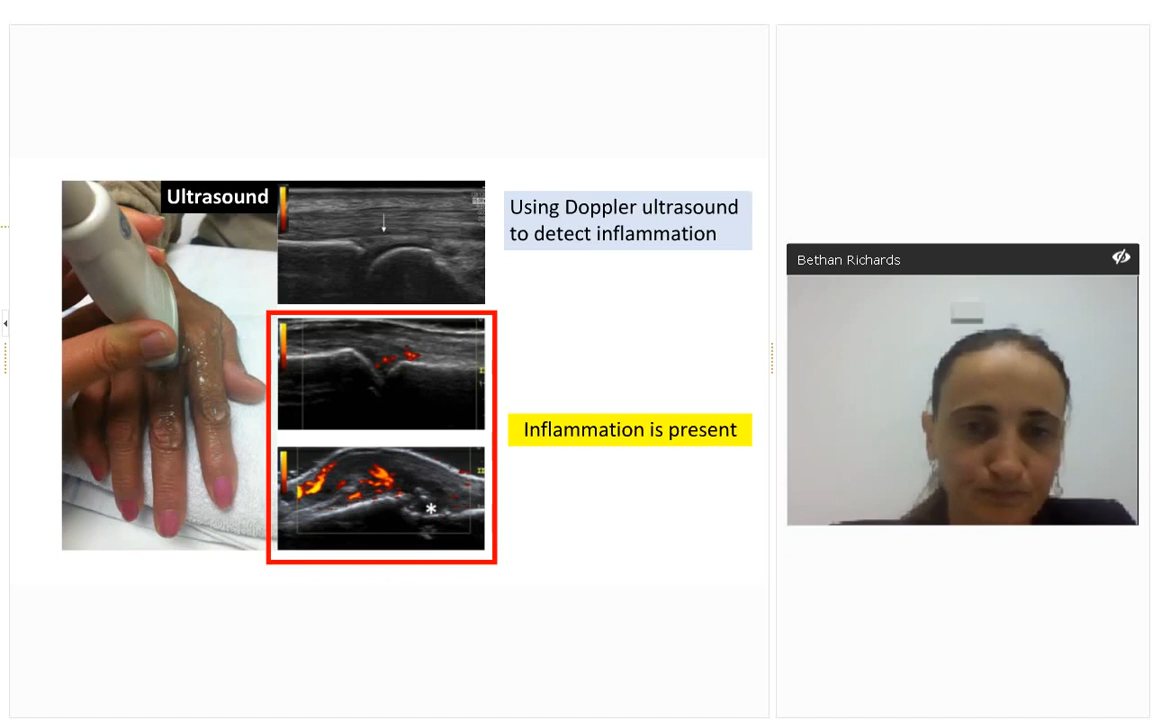 Ultrasound
Using Doppler ultrasound
to detect inflammation
Inflammation is present
*
Bethan Richards